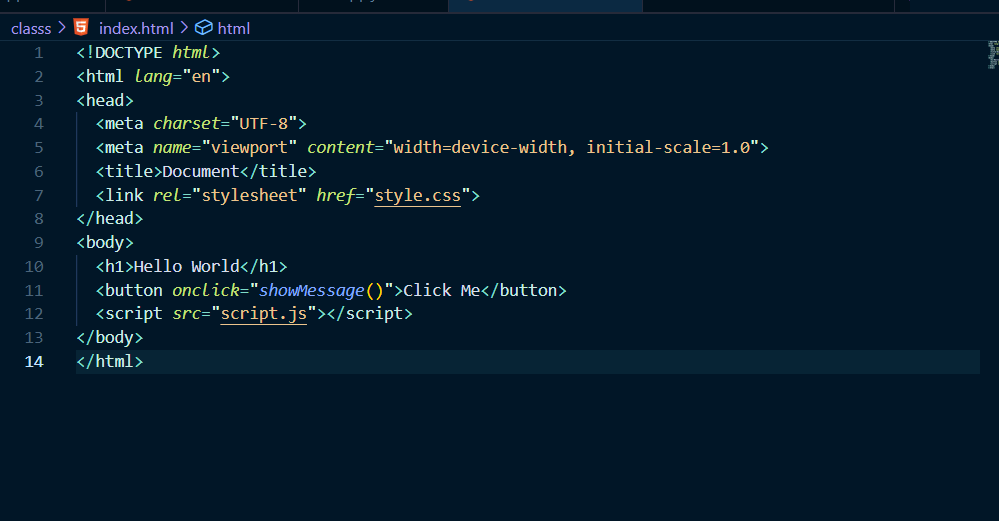 classs > index.html > html
1 <!DOCTYPE html>
2 <html lang="en">
3 <head>
4   <meta charset="UTF-8">
5   <meta name="viewport" content="width=device-width, initial-scale=1.0">
6   <title>Document</title>
7   <link rel="stylesheet" href="style.css">
8 </head>
9 <body>
10   <h1>Hello World</h1>
11   <button onclick="showMessage()">Click Me</button>
12   <script src="script.js"></script>
13 </body>
14 </html>